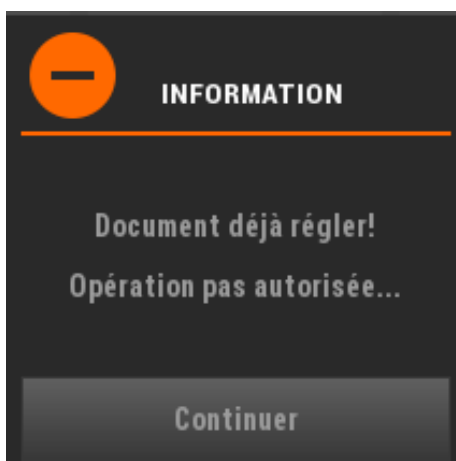 INFORMATION
Document déjà régler!
Opération pas autorisée...
Continuer